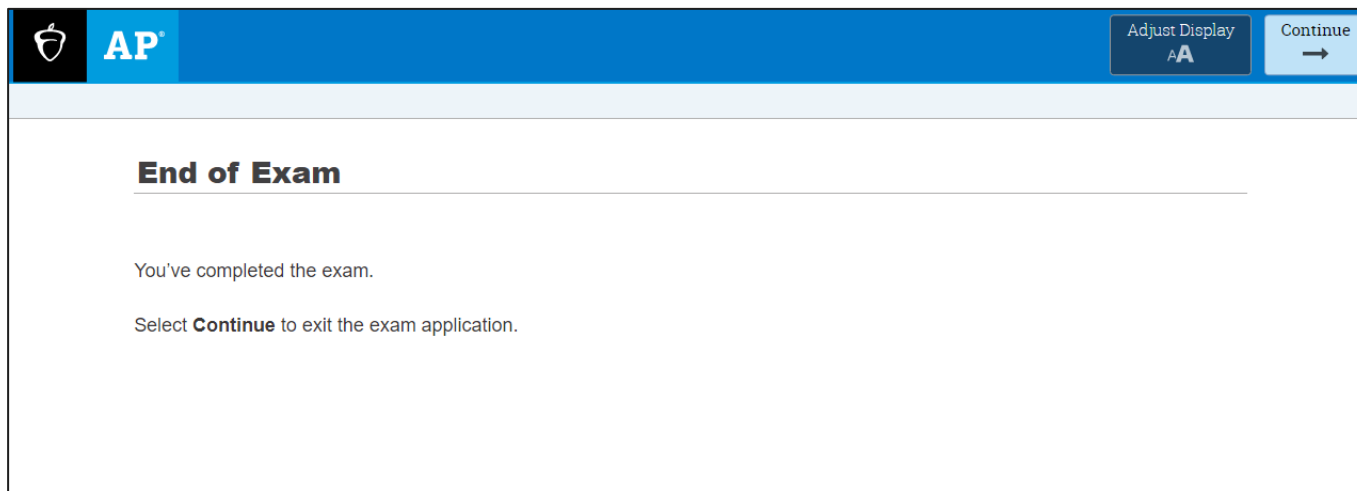 AP®
Adjust Display
AA
Continue
End of Exam
You’ve completed the exam.
Select Continue to exit the exam application.